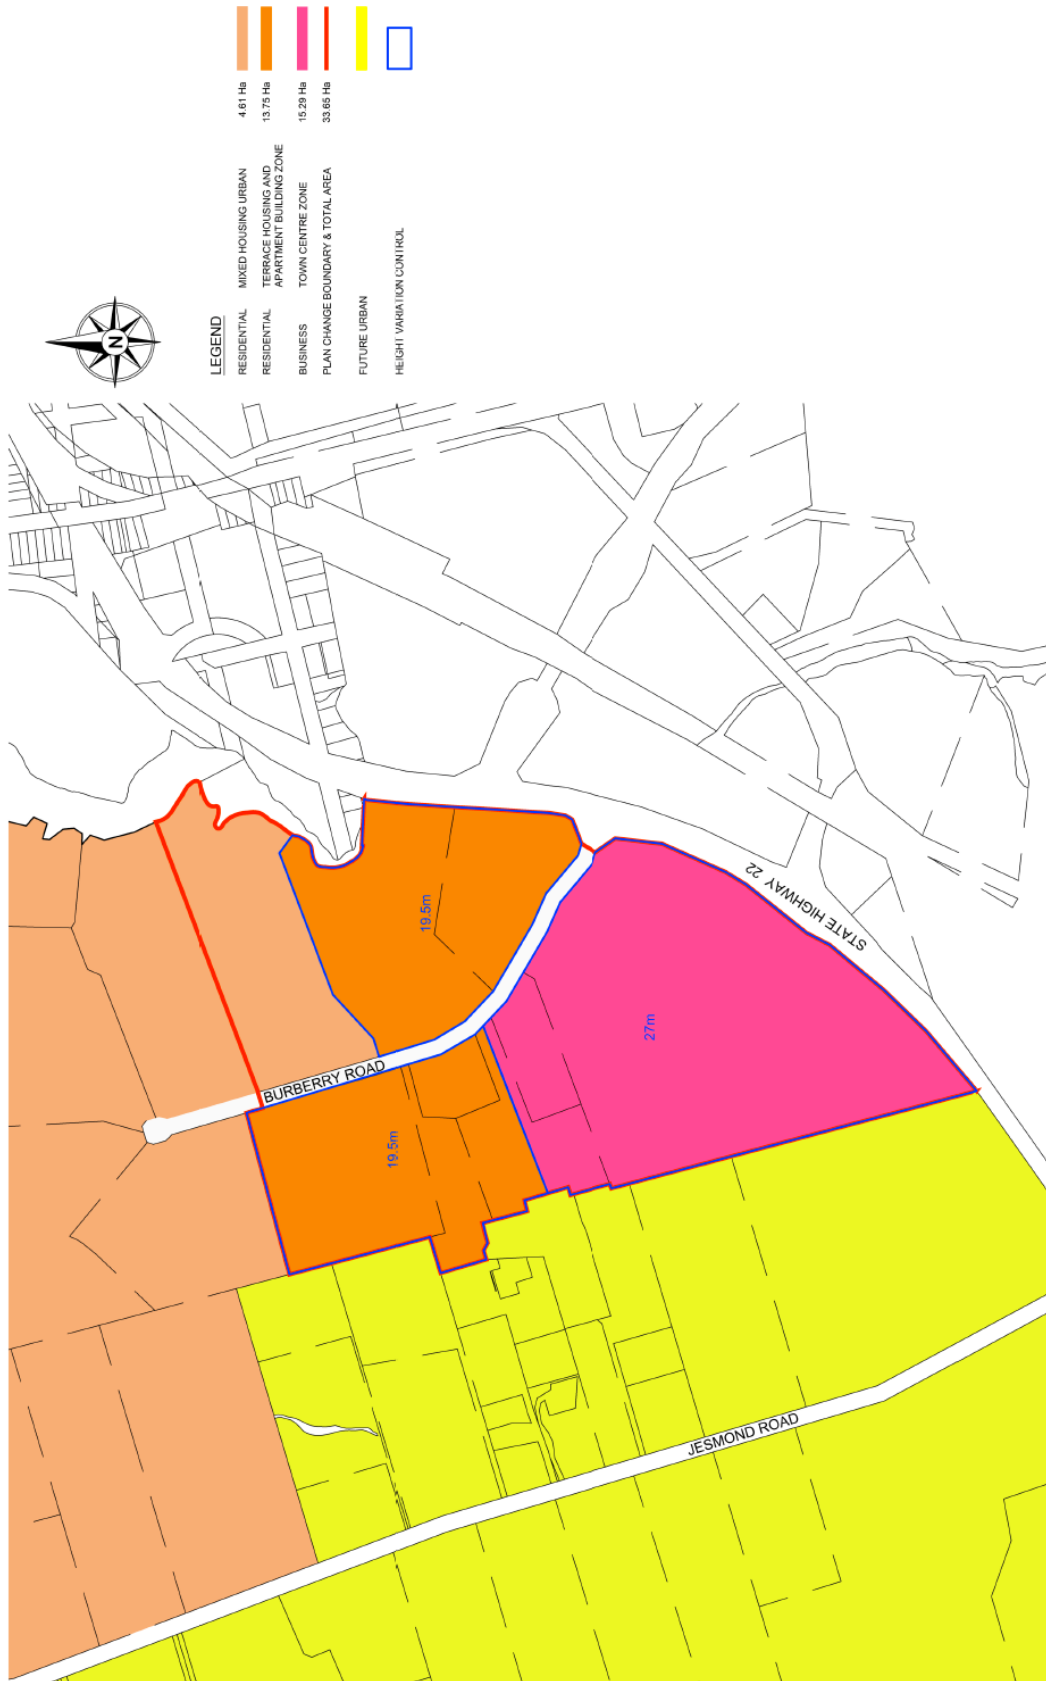 N
LEGEND
RESIDENTIAL MIXED HOUSING URBAN 4.61 Ha
RESIDENTIAL TERRACE HOUSING AND 13.75 Ha
APARTMENT BUILDING ZONE
BUSINESS TOWN CENTRE ZONE 15.29 Ha
PLAN CHANGE BOUNDARY & TOTAL AREA 33.65 Ha
FUTURE URBAN
HEIGHT VARIATION CONTROL
19.5m
STATE HIGHWAY 22
27m
BURBERRY ROAD
19.5m
JESMOND ROAD